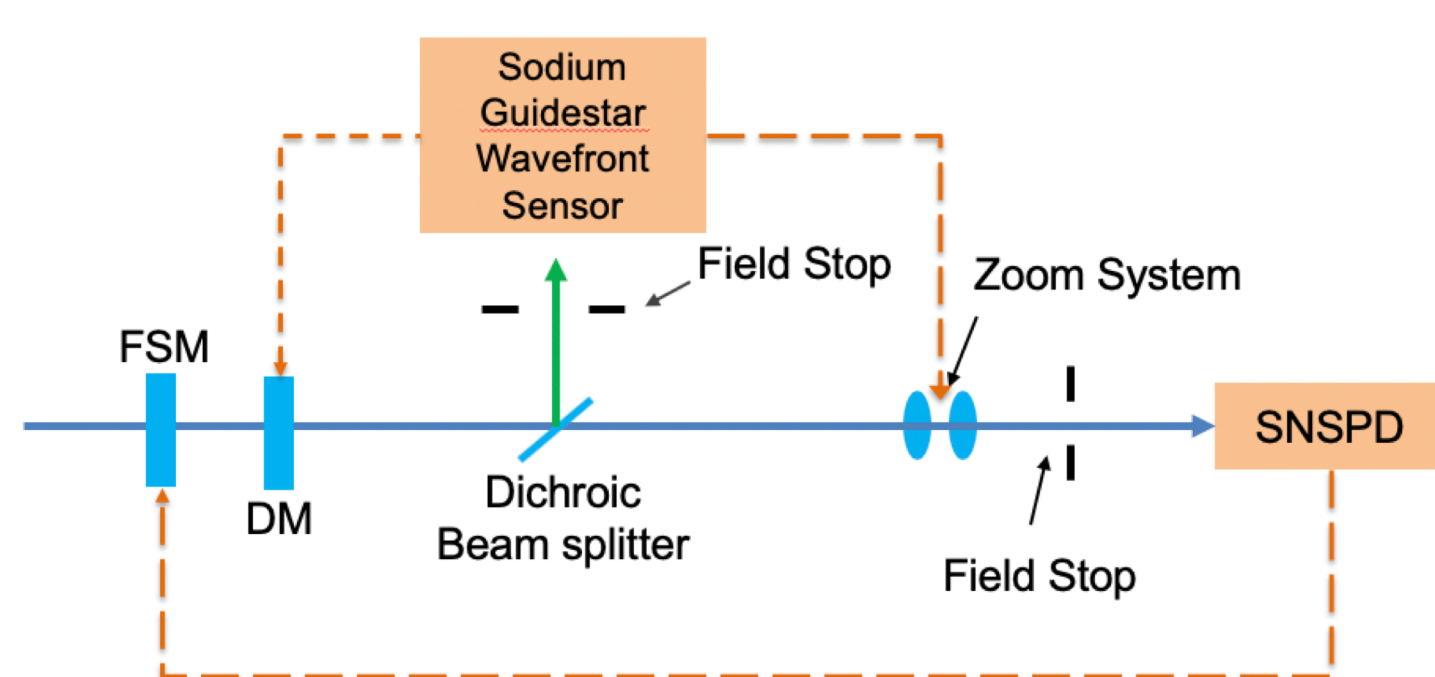 Sodium
Guidestar
Wavefront
Sensor
Field Stop
Zoom System
FSM
DM
Dichroic
Beam splitter
SNSPD
Field Stop